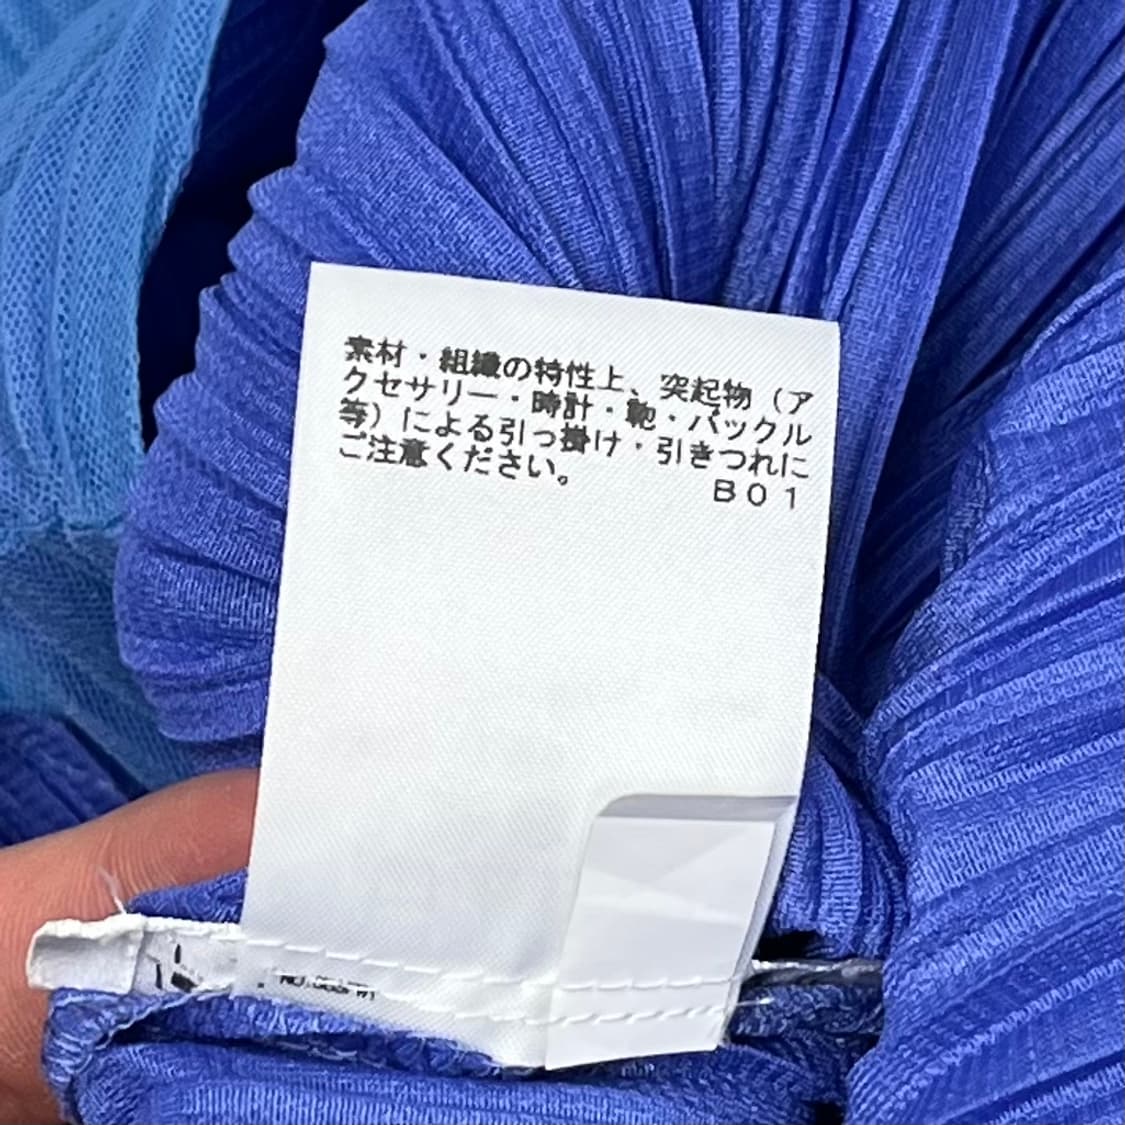 素材・組織の特性上、突起物（ア
クセサリー・時計・鞄・バックル
等）による引っ掛け・引きつれに
ご注意ください。
Ｂ０１